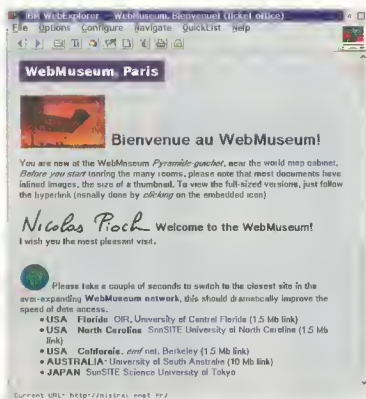 IBM WebExplorer - WebMuseum: Bienvenue! (Ticket office)
File Options Configure Navigate QuickList Help
WebMuseum, Paris
Bienvenue au WebMuseum!
You are now at the WebMuseum Pyramide-guichet, near the world map cabinet.
Before you start touring the many rooms, please note that most documents have
inlined images, the size of a thumbnail. To view the full-sized versions, just follow
the hyperlink (usually done by clicking on the embedded icon)
Nicolas Pioch Welcome to the WebMuseum!
I wish you the most pleasant visit.
Please take a couple of seconds to switch to the closest site in the
ever-expanding WebMuseum network, this should dramatically improve the
speed of data access.
• USA Florida OIR, University of Central Florida (1.5 Mb link)
• USA North Carolina SunSITE University of North Carolina (1.5 Mb
link)
• USA California, emf net, Berkeley (1.5 Mb link)
• AUSTRALIA University of South Australia (10 Mb link)
• JAPAN SunSITE Science University of Tokyo
Current URL: http://mistral.enst.fr/